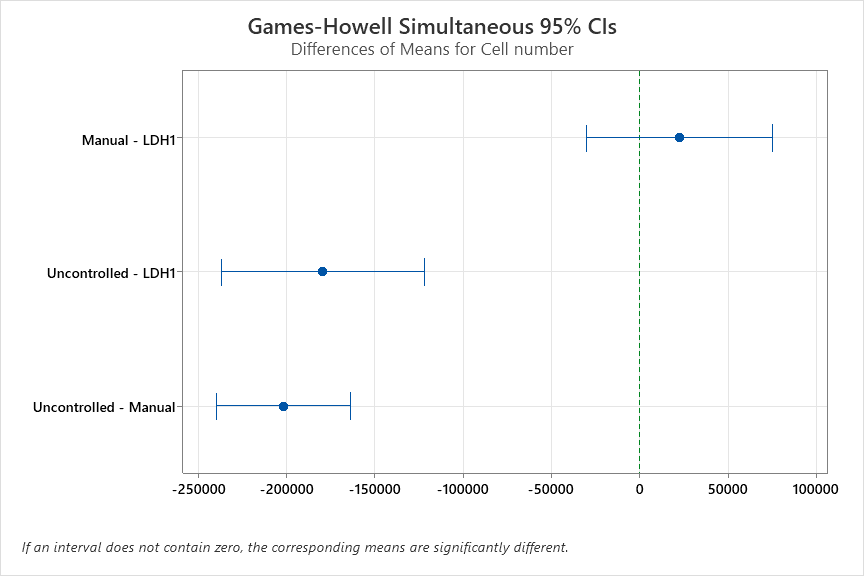 Games-Howell Simultaneous 95% CIs
Differences of Means for Cell number
Manual - LDH1
Uncontrolled - LDH1
Uncontrolled - Manual
-250000 -200000 -150000 -100000 -50000 0 50000 100000
If an interval does not contain zero, the corresponding means are significantly different.